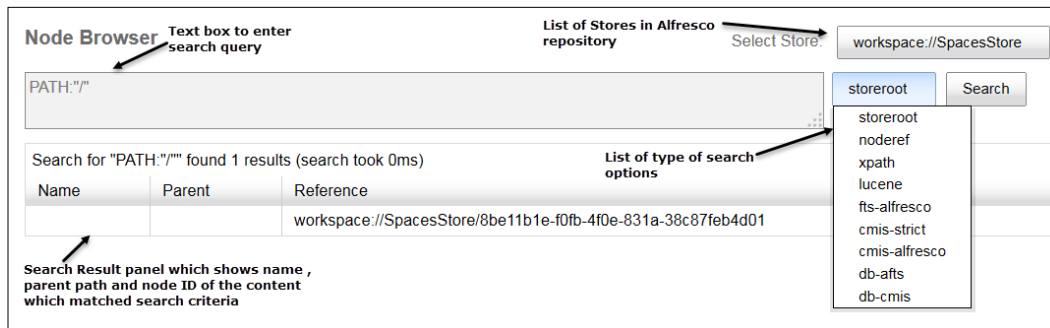 Node Browser
Text box to enter
search query
List of Stores in Alfresco
repository
Select Store:
workspace://SpacesStore
PATH:"/"
storeroot
Search
storeroot
noderef
xpath
lucene
fts-alfresco
cmis-strict
cmis-alfresco
db-afts
db-cmis
Search for "PATH:"/"" found 1 results (search took 0ms)
List of type of search
options
Name Parent Reference
workspace://SpacesStore/8be11b1e-f0fb-4f0e-831a-38c87feb4d01
Search Result panel which shows name ,
parent path and node ID of the content
which matched search criteria